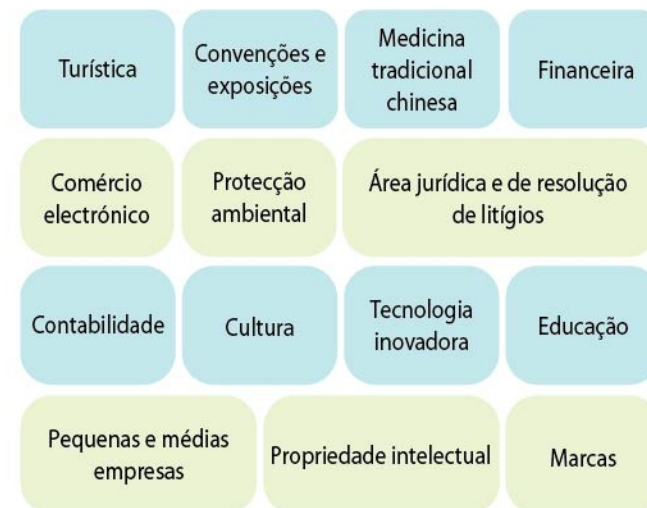 Turística
Convenções e
exposições
Medicina
tradicional
chinesa
Financeira
Comércio
electrónico
Protecção
ambiental
Área jurídica e de resolução
de litígios
Contabilidade
Cultura
Tecnologia
inovadora
Educação
Pequenas e médias
empresas
Propriedade intelectual
Marcas